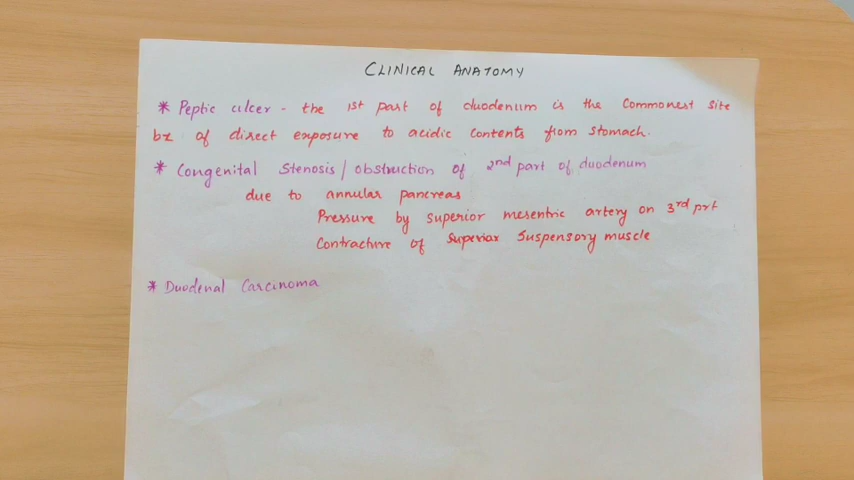 CLINICAL ANATOMY
* Peptic ulcer - the 1st part of duodenum is the Commonest site
bz of direct exposure to acidic contents from stomach.
* Congenital Stenosis/obstruction of 2nd part of duodenum
due to annular pancreas
Pressure by superior mesentric artery on 3rd prt
Contracture of Superior Suspensory muscle
* Duodenal Carcinoma